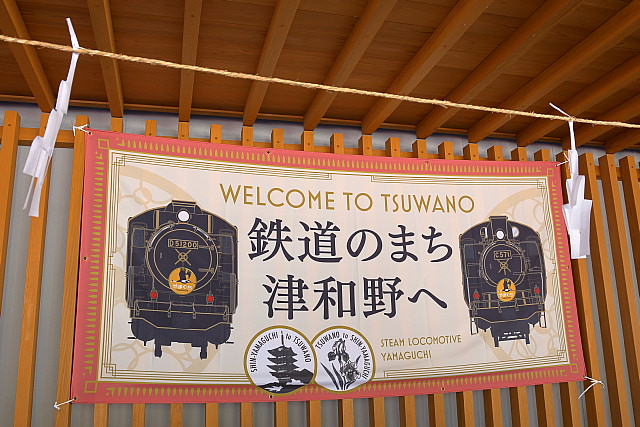 WELCOME TO TSUWANO
鉄道のまち
津和野へ
D51200
C571
SHIN-YAMAGUCHI to TSUWANO
TSUWANO to SHIN-YAMAGUCHI
STEAM LOCOMOTIVE
YAMAGUCHI